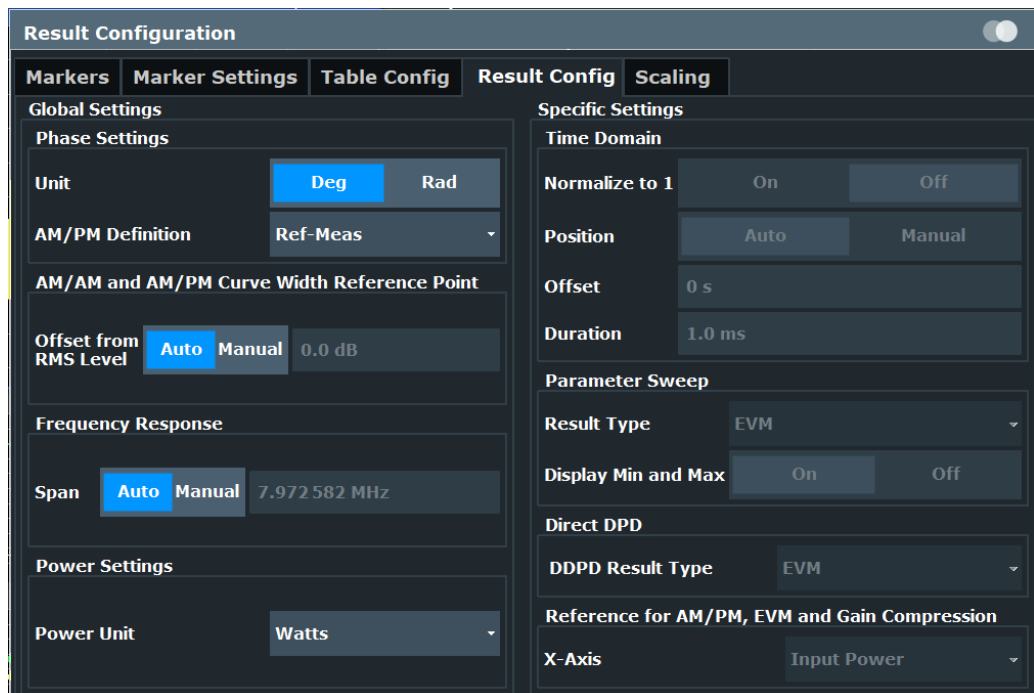 Result Configuration
Markers Marker Settings Table Config Result Config Scaling
Global Settings
Phase Settings
Unit Deg Rad
AM/PM Definition Ref-Meas
AM/AM and AM/PM Curve Width Reference Point
Offset from
RMS Level Auto Manual 0.0 dB
Frequency Response
Span Auto Manual 7.972 582 MHz
Power Settings
Power Unit Watts
Specific Settings
Time Domain
Normalize to 1 On Off
Position Auto Manual
Offset 0 s
Duration 1.0 ms
Parameter Sweep
Result Type EVM
Display Min and Max On Off
Direct DPD
DDPD Result Type EVM
Reference for AM/PM, EVM and Gain Compression
X-Axis Input Power